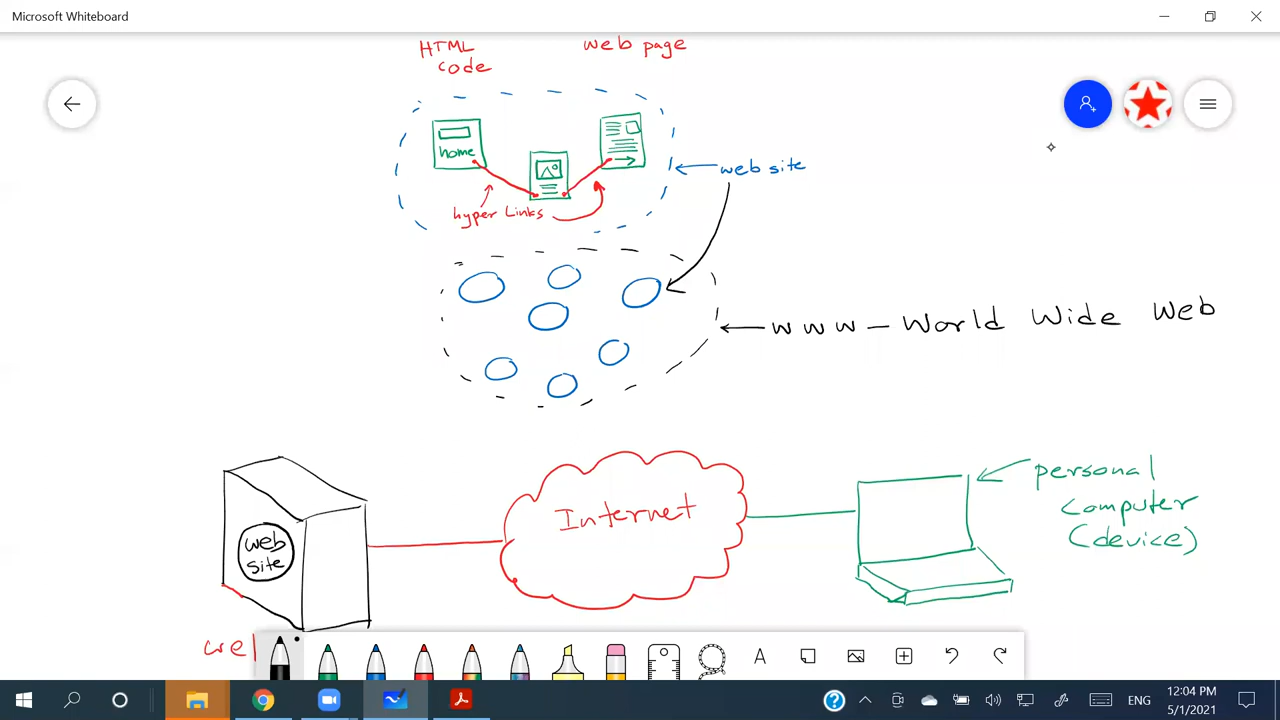 Microsoft Whiteboard
HTML
code
web page
home
web site
hyper Links
www - World Wide Web
Internet
personal
computer
(device)
web
site
A
ENG
12:04 PM
5/1/2021